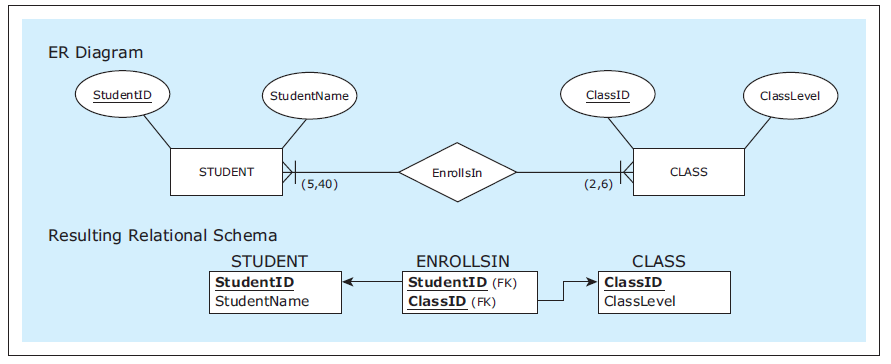 ER Diagram
StudentID
StudentName
ClassID
ClassLevel
STUDENT
(5,40)
EnrollsIn
(2,6)
CLASS
Resulting Relational Schema
STUDENT
StudentID
StudentName
ENROLLSIN
StudentID (FK)
ClassID (FK)
CLASS
ClassID
ClassLevel